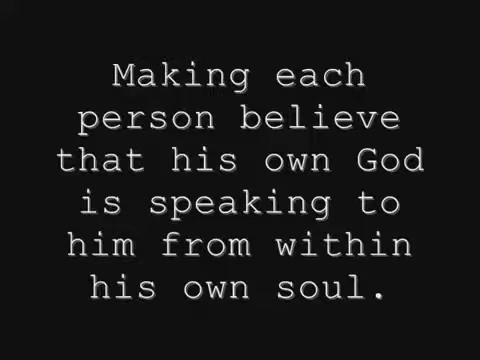 Making each
person believe
that his own God
is speaking to
him from within
his own soul.